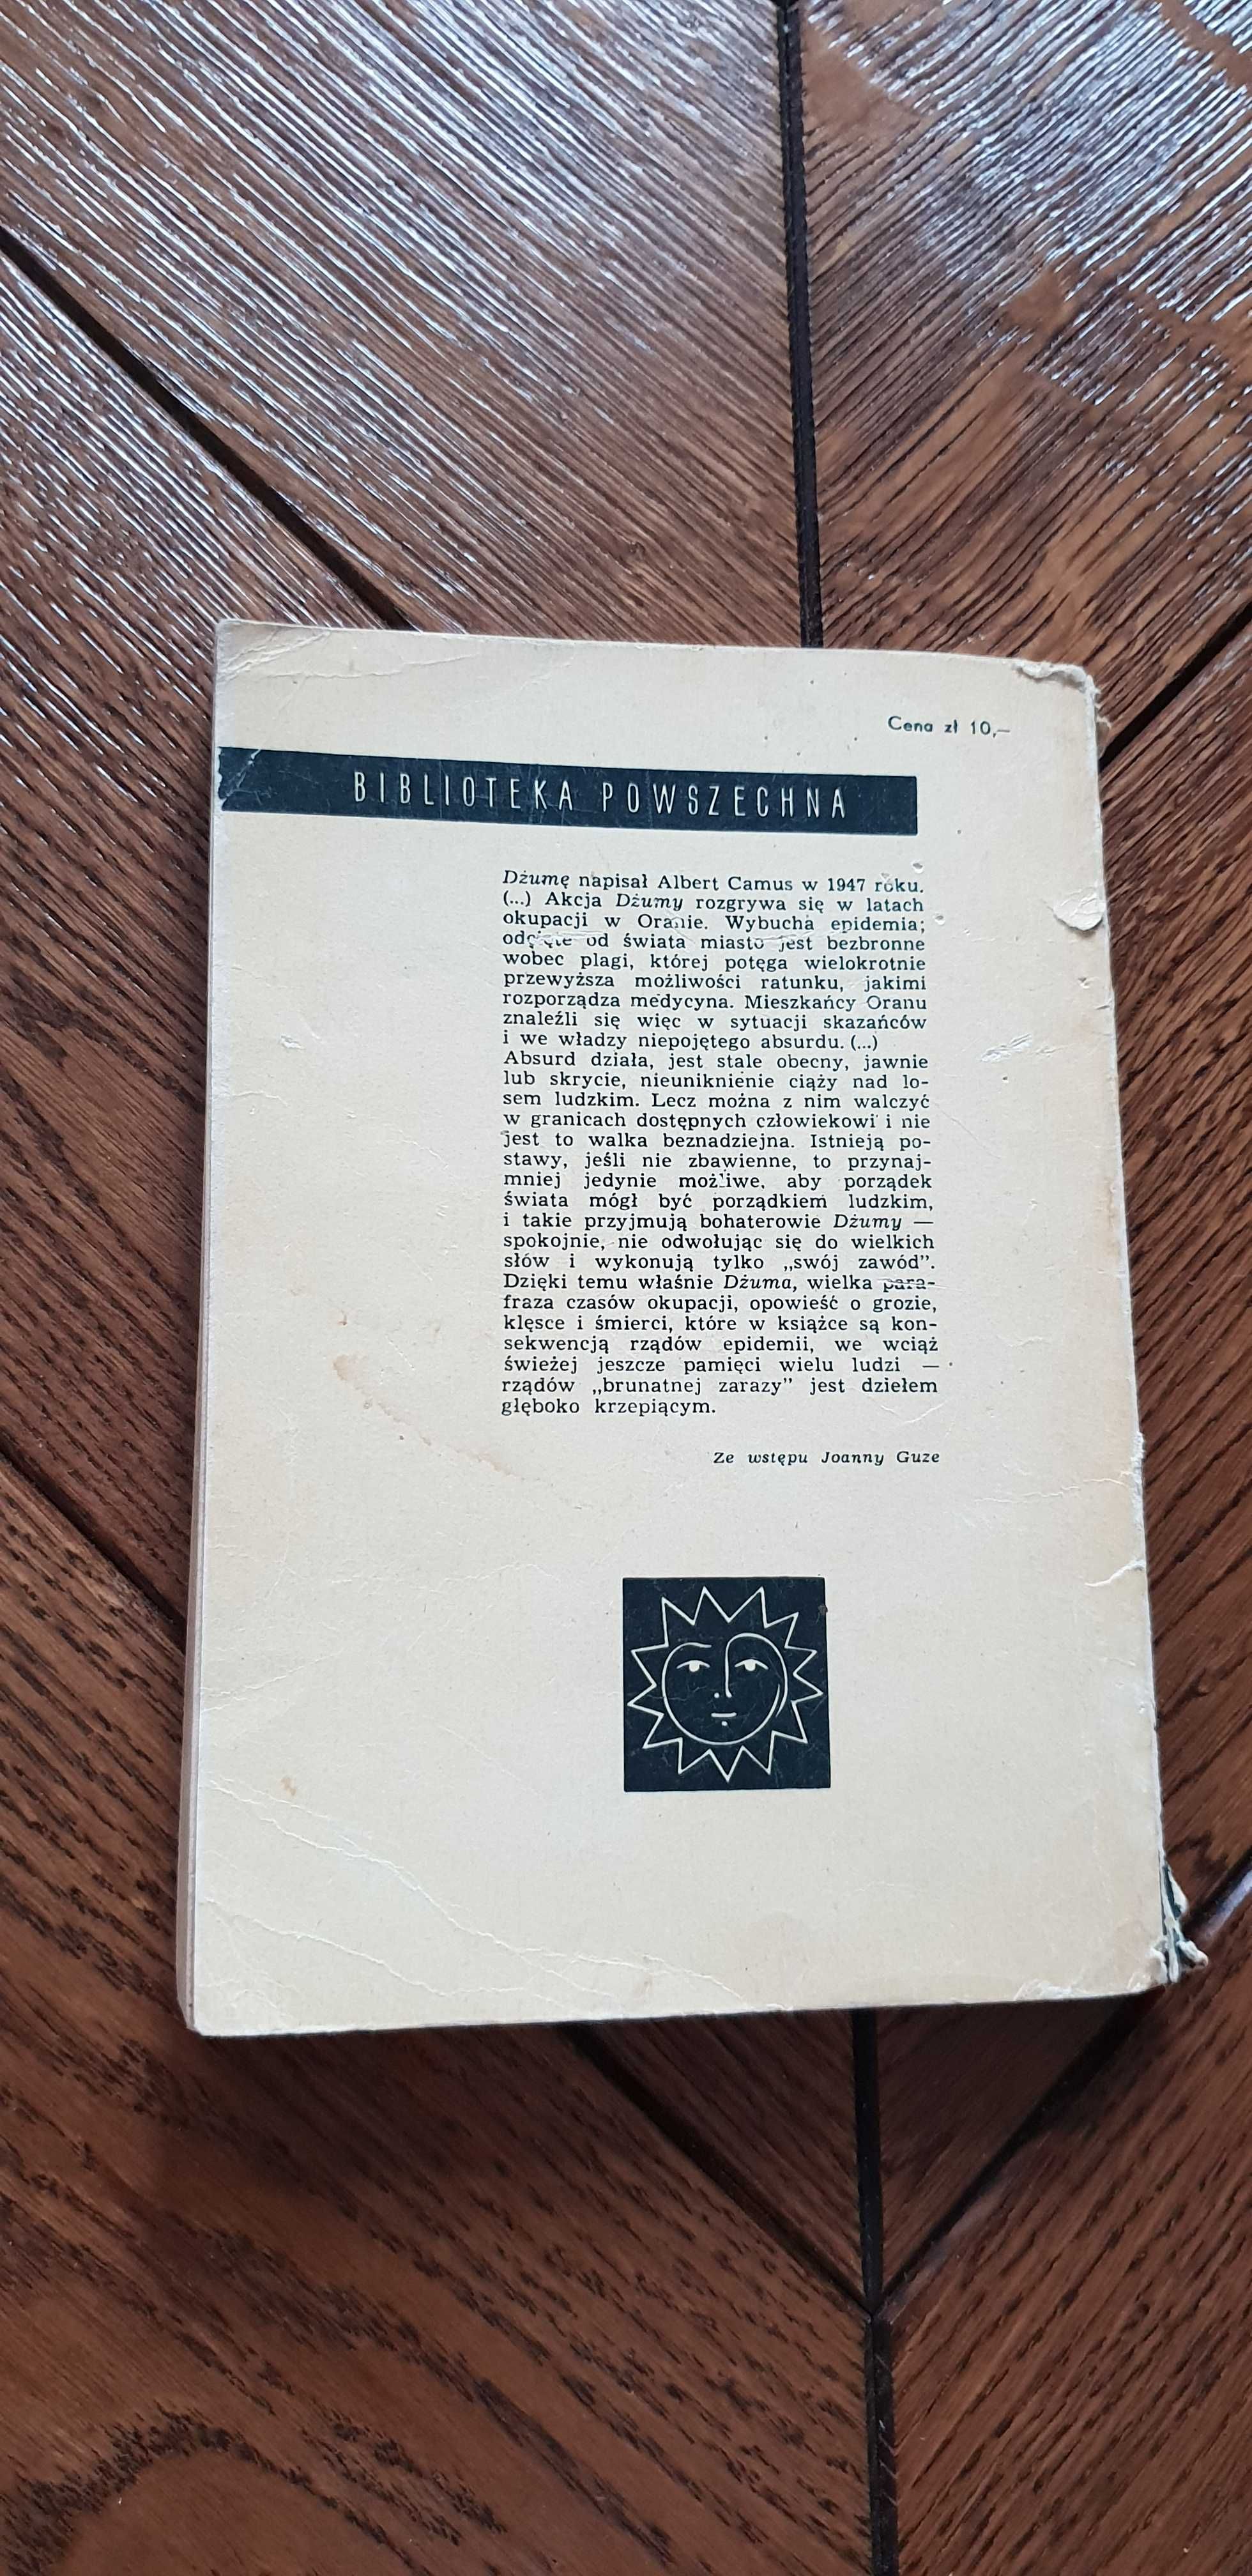 Cena zł 10,—
BIBLIOTEKA POWSZECHNA
Dżumę napisał Albert Camus w 1947 roku.
(...) Akcja Dżumy rozgrywa się w latach
okupacji w Oranie. Wybucha epidemia;
odcięte od świata miasto jest bezbronne
wobec plagi, której potęga wielokrotnie
przewyższa możliwości ratunku, jakimi
rozporządza medycyna. Mieszkańcy Oranu
znaleźli się więc w sytuacji skazańców
i we władzy niepojętego absurdu. (...)
Absurd działa, jest stale obecny, jawnie
lub skrycie, nieuniknienie ciąży nad lo-
sem ludzkim. Lecz można z nim walczyć
w granicach dostępnych człowiekowi i nie
jest to walka beznadziejna. Istnieją po-
stawy, jeśli nie zbawienne, to przynaj-
mniej jedynie możliwe, aby porządek
świata mógł być porządkiem ludzkim,
i takie przyjmują bohaterowie Dżumy —
spokojnie, nie odwołując się do wielkich
słów i wykonują tylko „swój zawód”.
Dzięki temu właśnie Dżuma, wielka para-
fraza czasów okupacji, opowieść o grozie,
klęsce i śmierci, które w książce są kon-
sekwencją rządów epidemii, we wciąż
świeżej jeszcze pamięci wielu ludzi —
rządów „brunatnej zarazy” jest dziełem
głęboko krzepiącym.
Ze wstępu Joanny Guze